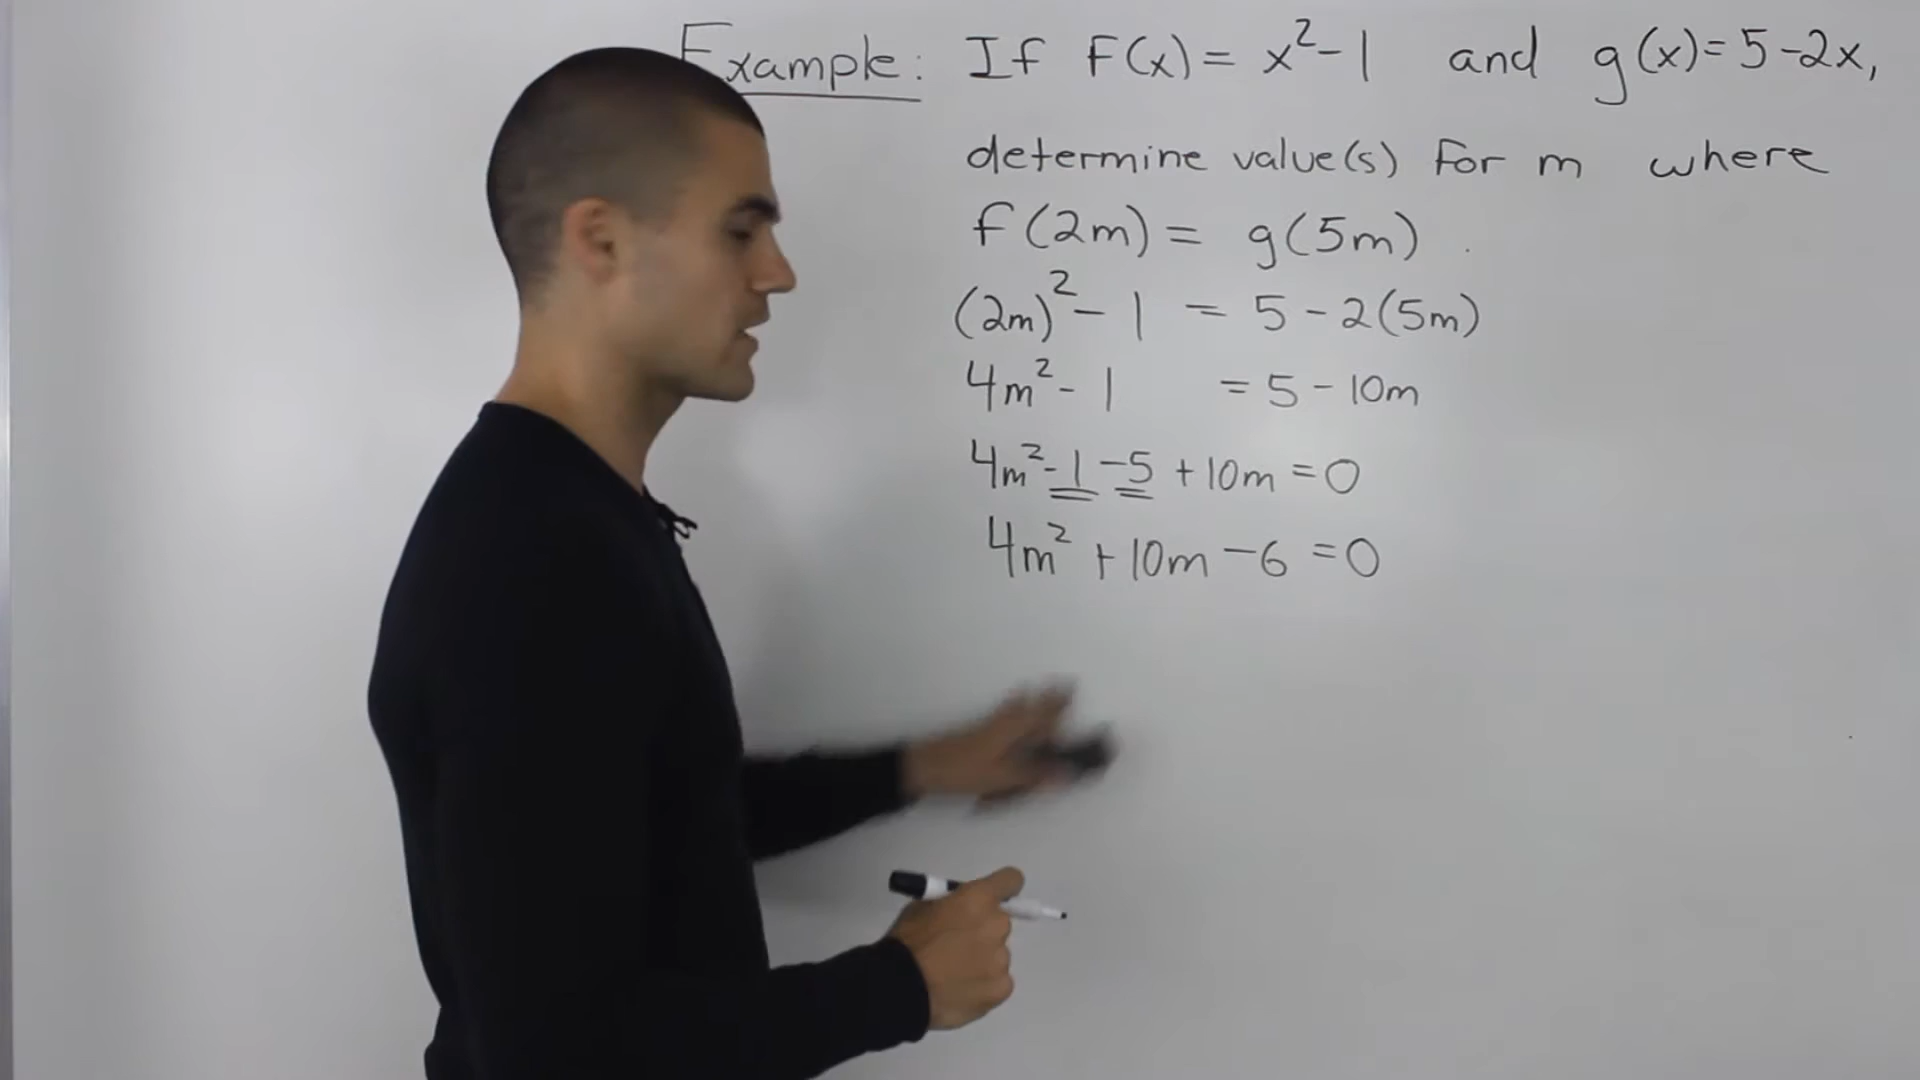 Example: If f(x) = x² - 1 and g(x) = 5 - 2x,
determine value(s) for m where
f(2m) = g(5m).
(2m)² - 1 = 5 - 2(5m)
4m² - 1 = 5 - 10m
4m² - 1 - 5 + 10m = 0
4m² + 10m - 6 = 0